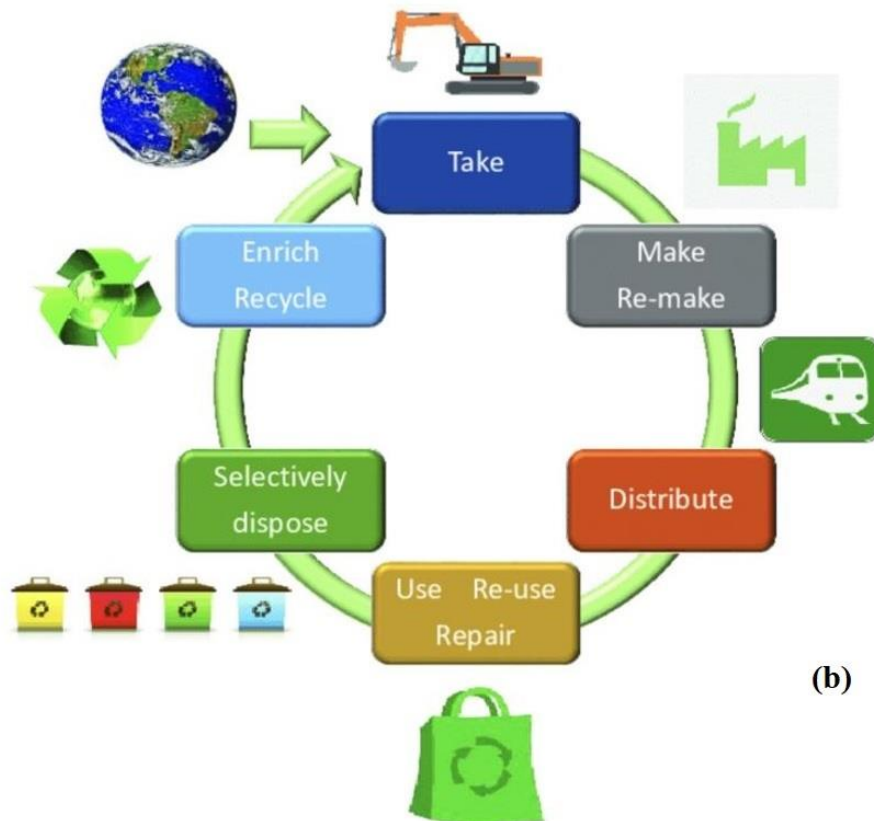 Take
Make
Re-make
Distribute
Use Re-use
Repair
Selectively
dispose
Enrich
Recycle
(b)